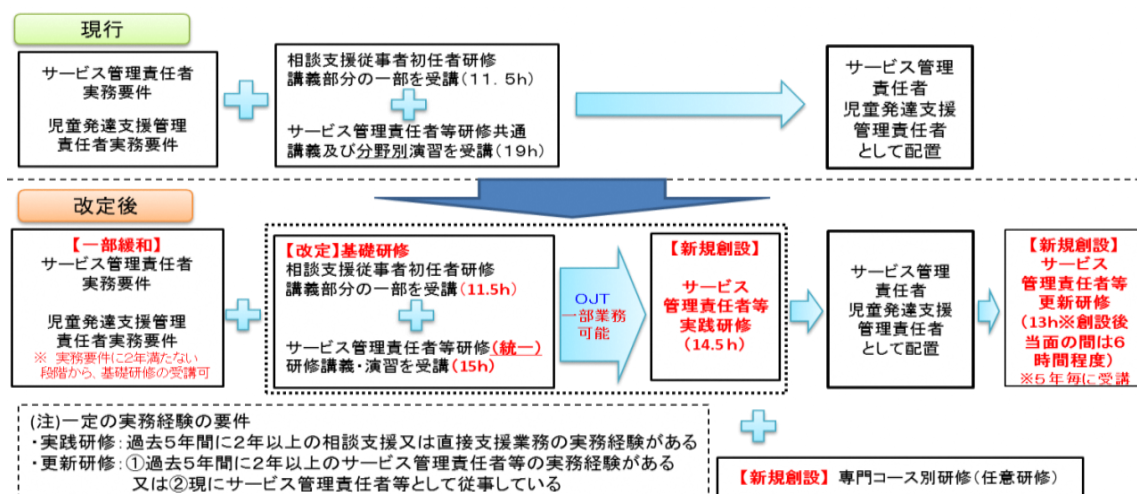 現行
サービス管理責任者
実務要件
児童発達支援管理
責任者実務要件
相談支援従事者初任者研修
講義部分の一部を受講(11.5h)
サービス管理責任者等研修共通
講義及び分野別演習を受講(19h)
サービス管理
責任者
児童発達支援
管理責任者
として配置
改定後
【一部緩和】
サービス管理責任者
実務要件
児童発達支援管理
責任者実務要件
※ 実務要件に2年満たない
段階から、基礎研修の受講可
【改定】基礎研修
相談支援従事者初任者研修
講義部分の一部を受講(11.5h)
サービス管理責任者等研修(統一)
研修講義・演習を受講(15h)
OJT
一部業務
可能
【新規創設】
サービス
管理責任者等
実践研修
(14.5h)
サービス管理
責任者
児童発達支援
管理責任者
として配置
【新規創設】
サービス
管理責任者等
更新研修
(13h※創設後
当面の間は6
時間程度)
※5年毎に受講
(注)一定の実務経験の要件
・実践研修:過去5年間に2年以上の相談支援又は直接支援業務の実務経験がある
・更新研修:①過去5年間に2年以上のサービス管理責任者等の実務経験がある
又は②現にサービス管理責任者等として従事している
【新規創設】専門コース別研修(任意研修)